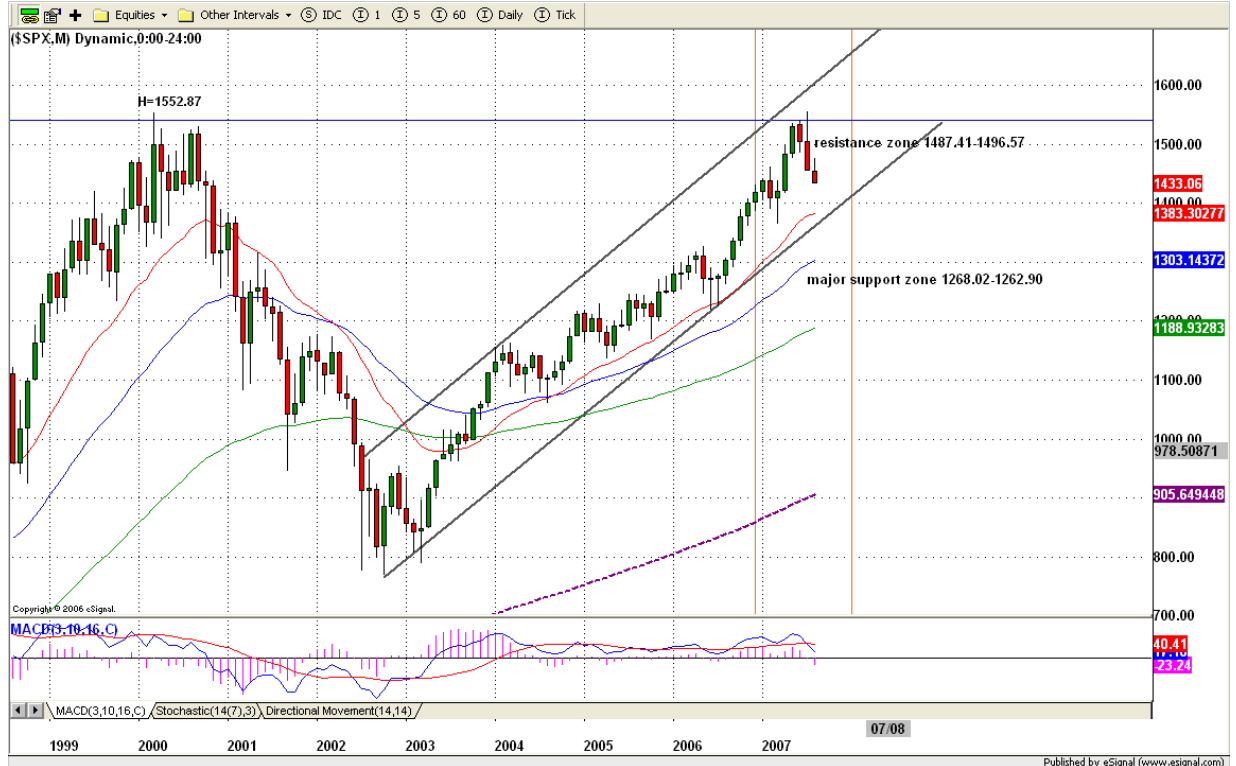 Equities Other Intervals S IDC I 1 I 5 I 60 I Daily I Tick
($SPX,M) Dynamic,0:00-24:00
H=1552.87
1600.00
resistance zone 1487.41-1496.57
1500.00
1433.06
1400.00
1383.30277
1303.14372
major support zone 1268.02-1262.90
1200.00
1188.93283
1100.00
1000.00
978.50871
905.649448
800.00
Copyright © 2006 eSignal.
700.00
MACD(3,10,16,C)
40.41
-23.24
MACD(3,10,16,C) Stochastic(14(7),3) Directional Movement(14,14)
07/08
1999 2000 2001 2002 2003 2004 2005 2006 2007
Published by eSignal (www.esignal.com)